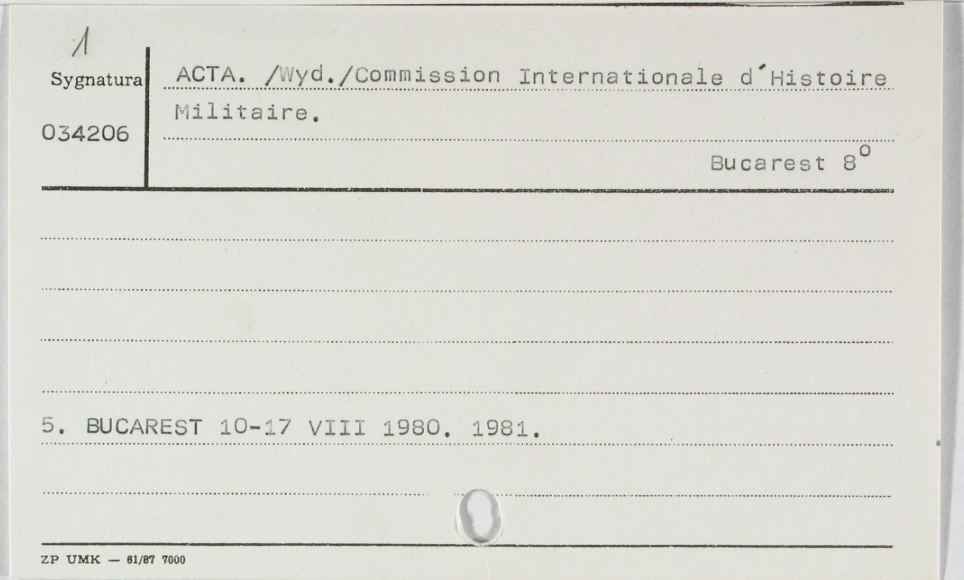 1
Sygnatura
034206
ACTA. /Wyd./Commission Internationale d´Histoire
Militaire.
Bucarest 8º
5. BUCAREST 10-17 VIII 1980. 1981.
ZP UMK — 61/87 7000